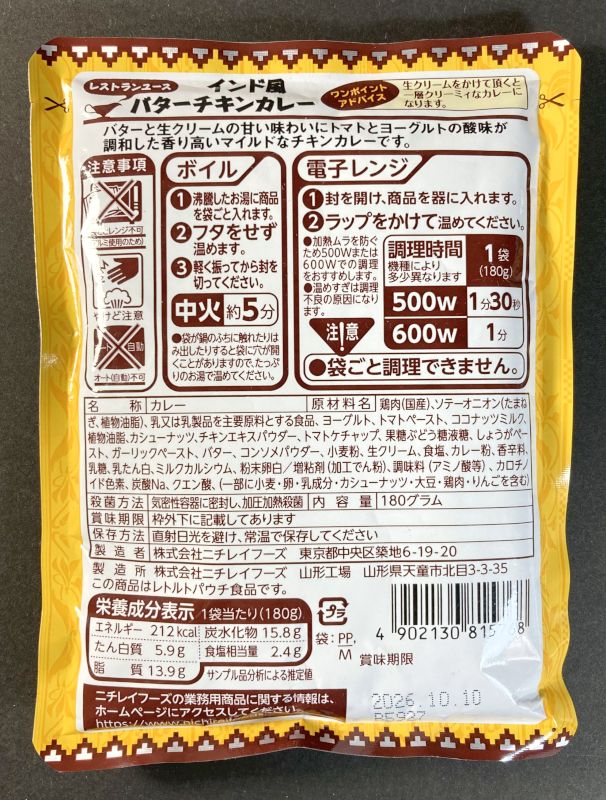 レストランユース
インド風
バターチキンカレー
ワンポイント
アドバイス
生クリームをかけて頂くと
一層クリーミィなカレーに
なります。
バターと生クリームの甘い味わいにトマトとヨーグルトの酸味が
調和した香り高いマイルドなチキンカレーです。
注意事項
レンジ不可
使用のため)
やけど注意
オート 自動
オート(自動)不可
ボイル
1 沸騰したお湯に商品
を袋ごと入れます。
2 フタをせず
温めます。
3 軽く振ってから封を
切ってください。
中火 約5分
●袋が鍋のふちに触れたりは
み出したりすると袋に穴が開
くことがありますので、たっぷ
りのお湯で温めてください。
電子レンジ
1 封を開け、商品を器に入れます。
2 ラップをかけて温めてください。
●加熱ムラを防ぐ
ため500Wまたは
600Wでの調理
をおすすめします。
●温めすぎは調理
不良の原因になり
ます。
調理時間
機種により
多少異なります
1袋
(180g)
500W 1分30秒
600W 1分
注!意
●袋ごと調理できません。
名称 カレー 原材料名 鶏肉(国産)、ソテーオニオン(たまね
ぎ、植物油脂)、乳又は乳製品を主要原料とする食品、ヨーグルト、トマトペースト、ココナッツミルク、
植物油脂、カシューナッツ、チキンエキスパウダー、トマトケチャップ、果糖ぶどう糖液糖、しょうがペー
スト、ガーリックペースト、バター、コンソメパウダー、小麦粉、生クリーム、食塩、カレー粉、香辛料、
乳糖、乳たん白、ミルクカルシウム、粉末卵白/増粘剤(加工でん粉)、調味料(アミノ酸等)、カロチノ
イド色素、炭酸Na、クエン酸、(一部に小麦・卵・乳成分・カシューナッツ・大豆・鶏肉・りんごを含む)
殺菌方法 気密性容器に密封し、加圧加熱殺菌 内容量 180グラム
賞味期限 枠外下に記載してあります
保存方法 直射日光を避け、常温で保存してください
製造者 株式会社ニチレイフーズ 東京都中央区築地6-19-20
製造所 株式会社ニチレイフーズ 山形工場 山形県天童市北目3-3-35
この商品はレトルトパウチ食品です。
栄養成分表示 1袋当たり(180g)
エネルギー 212kcal 炭水化物 15.8g
たん白質 5.9g 食塩相当量 2.4g
脂質 13.9g サンプル品分析による推定値
プラ
袋:PP,
M
4 902130 815
賞味期限
2026.10.10
ニチレイフーズの業務用商品に関する情報は、
ホームページにアクセスしてくだ
https://www.nichirei